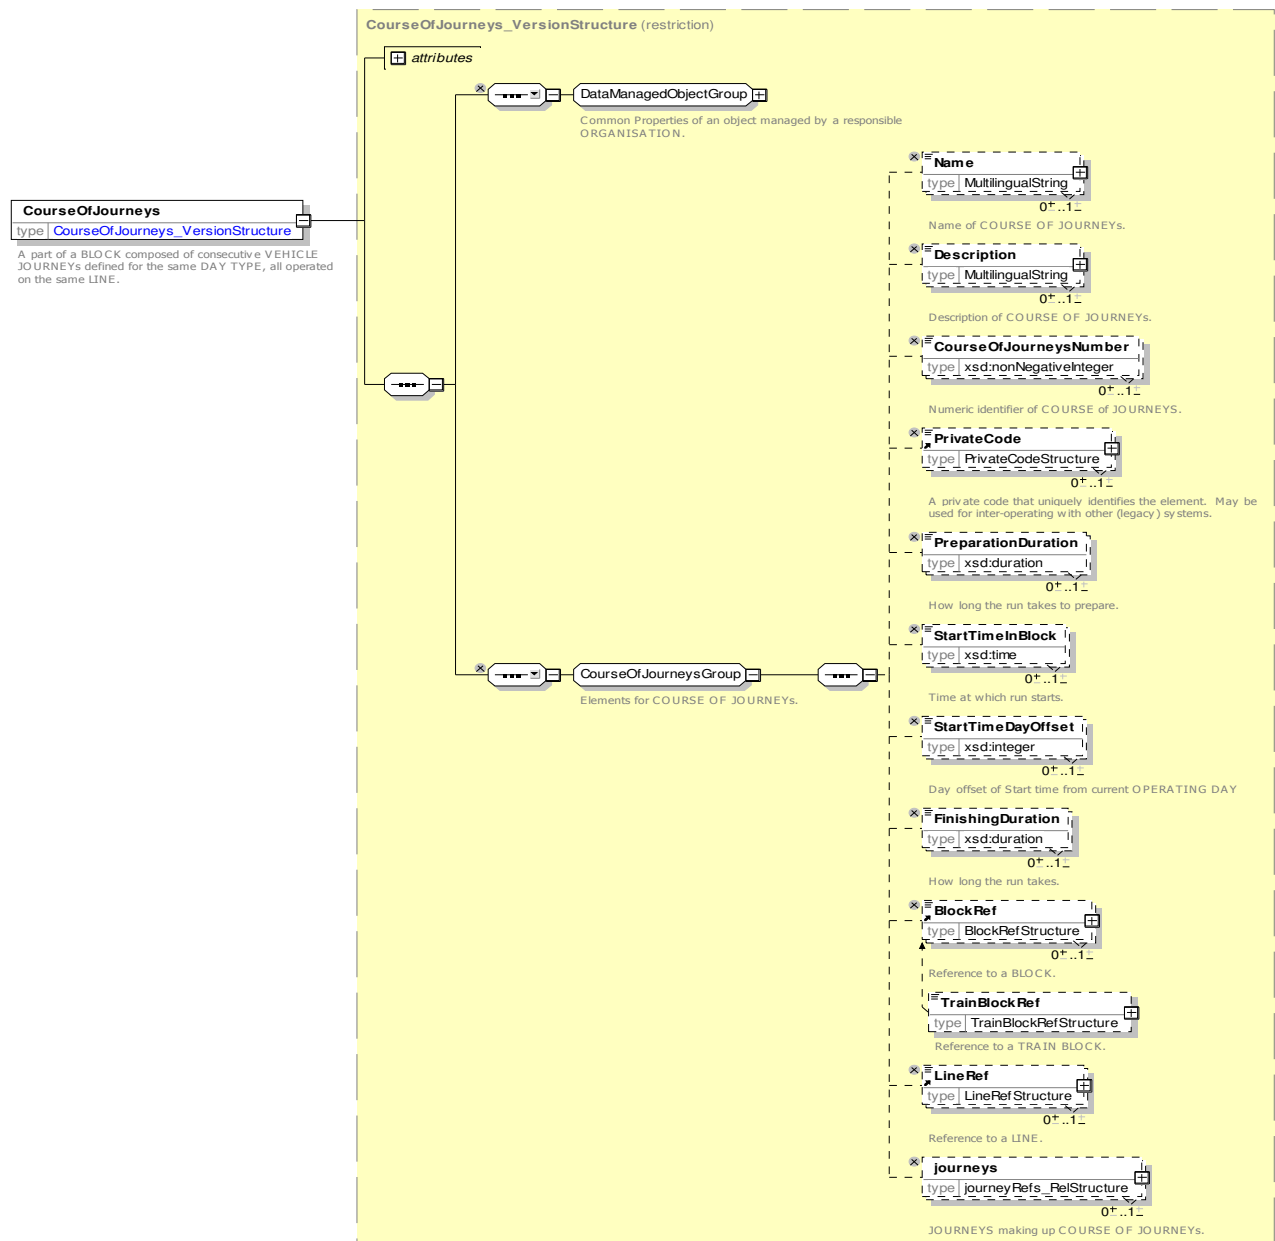 CourseOfJourneys_VersionStructure (restriction)
attributes
DataManagedObjectGroup
Common Properties of an object managed by a responsible
ORGANISATION.
CourseOfJourneys
type CourseOfJourneys_VersionStructure
A part of a BLOCK composed of consecutive VEHICLE
JOURNEYs defined for the same DAY TYPE, all operated
on the same LINE.
Name
type MultilingualString
0..1
Name of COURSE OF JOURNEYs.
Description
type MultilingualString
0..1
Description of COURSE OF JOURNEYs.
CourseOfJourneysNumber
type xsd:nonNegativeInteger
0..1
Numeric identifier of COURSE of JOURNEYS.
PrivateCode
type PrivateCodeStructure
0..1
A private code that uniquely identifies the element. May be
used for inter-operating with other (legacy) systems.
PreparationDuration
type xsd:duration
0..1
How long the run takes to prepare.
StartTimeInBlock
type xsd:time
0..1
Time at which run starts.
CourseOfJourneysGroup
Elements for COURSE OF JOURNEYs.
StartTimeDayOffset
type xsd:integer
0..1
Day offset of Start time from current OPERATING DAY
FinishingDuration
type xsd:duration
0..1
How long the run takes.
BlockRef
type BlockRefStructure
0..1
Reference to a BLOCK.
TrainBlockRef
type TrainBlockRefStructure
Reference to a TRAIN BLOCK.
LineRef
type LineRefStructure
0..1
Reference to a LINE.
journeys
type journeyRefs_RelStructure
0..1
JOURNEYS making up COURSE OF JOURNEYs.